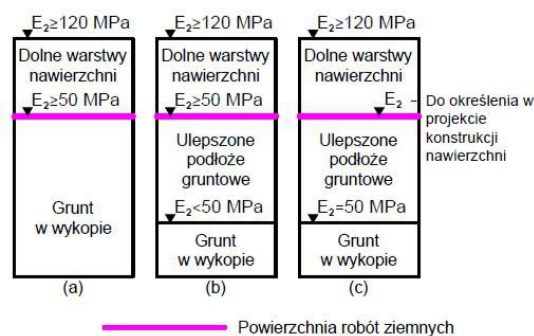 E₂≥120 MPa
Dolne warstwy
nawierzchni
E₂≥50 MPa
Grunt
w wykopie
(a)
E₂≥120 MPa
Dolne warstwy
nawierzchni
E₂≥50 MPa
Ulepszone
podłoże
gruntowe
E₂<50 MPa
Grunt
w wykopie
(b)
E₂≥120 MPa
Dolne warstwy
nawierzchni
E₂ - Do określenia w
projekcie
konstrukcji
nawierzchni
Ulepszone
podłoże
gruntowe
E₂=50 MPa
Grunt
w wykopie
(c)
Powierzchnia robót ziemnych